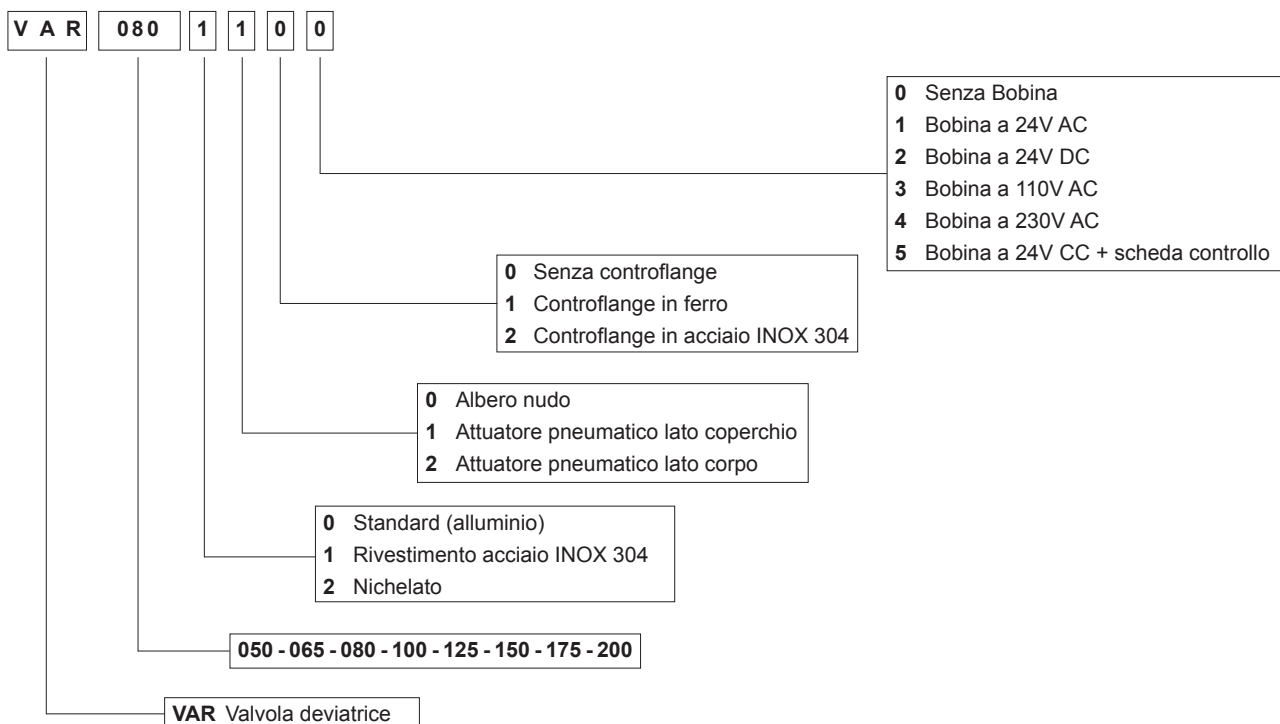 VAR 080 1 1 0 0
0 Senza Bobina
1 Bobina a 24V AC
2 Bobina a 24V DC
3 Bobina a 110V AC
4 Bobina a 230V AC
5 Bobina a 24V CC + scheda controllo
0 Senza controflange
1 Controflange in ferro
2 Controflange in acciaio INOX 304
0 Albero nudo
1 Attuatore pneumatico lato coperchio
2 Attuatore pneumatico lato corpo
0 Standard (alluminio)
1 Rivestimento acciaio INOX 304
2 Nichelato
050 - 065 - 080 - 100 - 125 - 150 - 175 - 200
VAR Valvola deviatrice